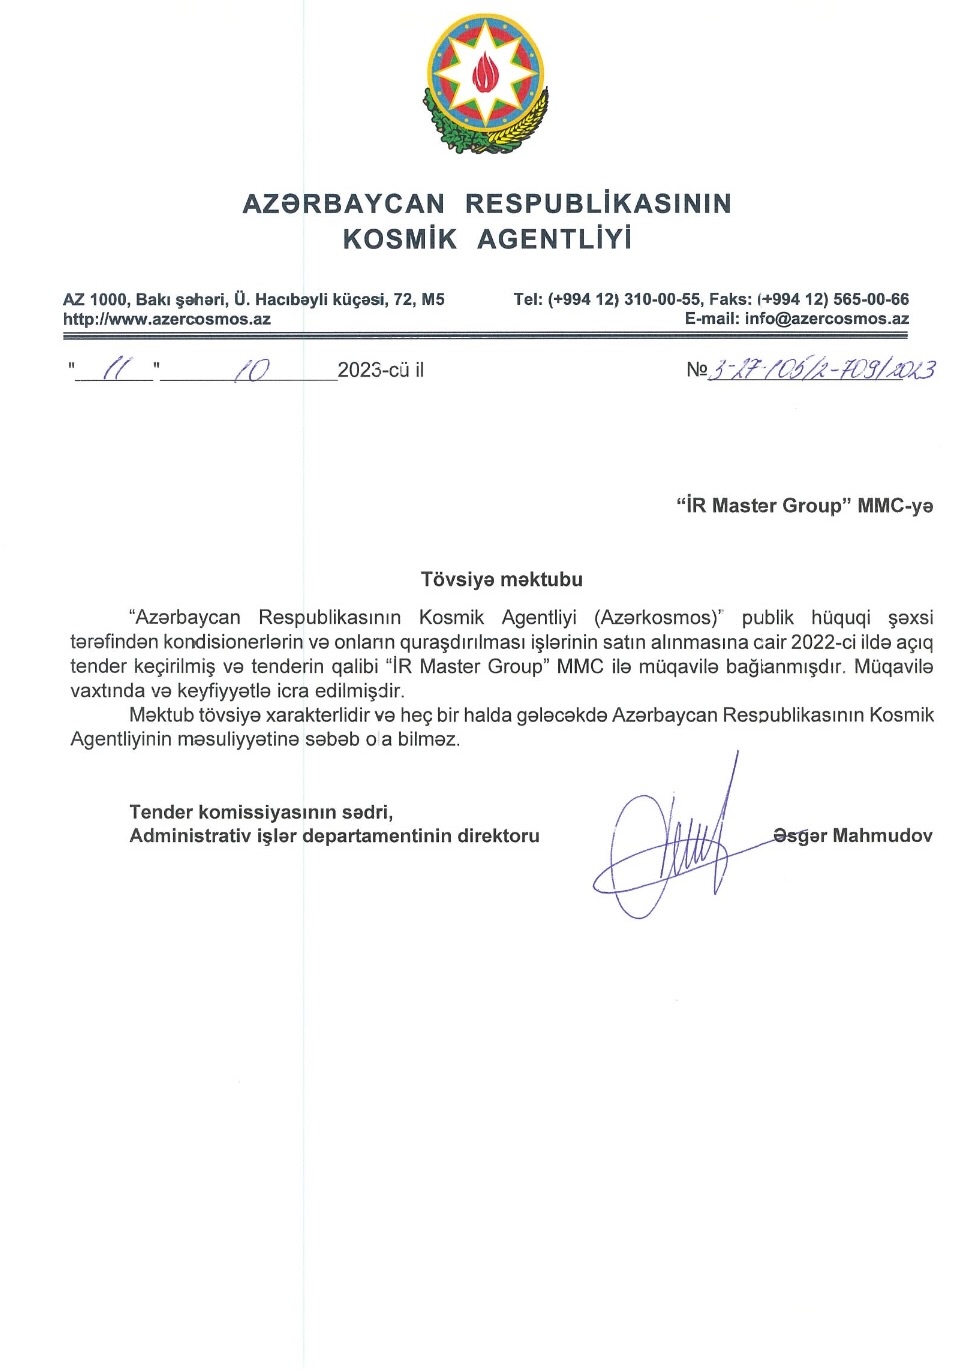 AZƏRBAYCAN RESPUBLİKASININ
KOSMİK AGENTLİYİ
AZ 1000, Bakı şəhəri, Ü. Hacıbəyli küçəsi, 72, M5
Tel: (+994 12) 310-00-55, Faks: (+994 12) 565-00-66
http://www.azercosmos.az
E-mail: info@azercosmos.az
" 11 " 10 2023-cü il
№ 3-27-105/2-709/2023
“İR Master Group” MMC-yə
Tövsiyə məktubu
“Azərbaycan Respublikasının Kosmik Agentliyi (Azərkosmos)” publik hüquqi şəxsi
tərəfindən kondisionerlərin və onların quraşdırılması işlərinin satın alınmasına dair 2022-ci ildə açıq
tender keçirilmiş və tenderin qalibi “İR Master Group” MMC ilə müqavilə bağlanmışdır. Müqavilə
vaxtında və keyfiyyətlə icra edilmişdir.
Məktub tövsiyə xarakterlidir və heç bir halda gələcəkdə Azərbaycan Respublikasının Kosmik
Agentliyinin məsuliyyətinə səbəb ola bilməz.
Tender komissiyasının sədri,
Administrativ işlər departamentinin direktoru
Əsgər Mahmudov